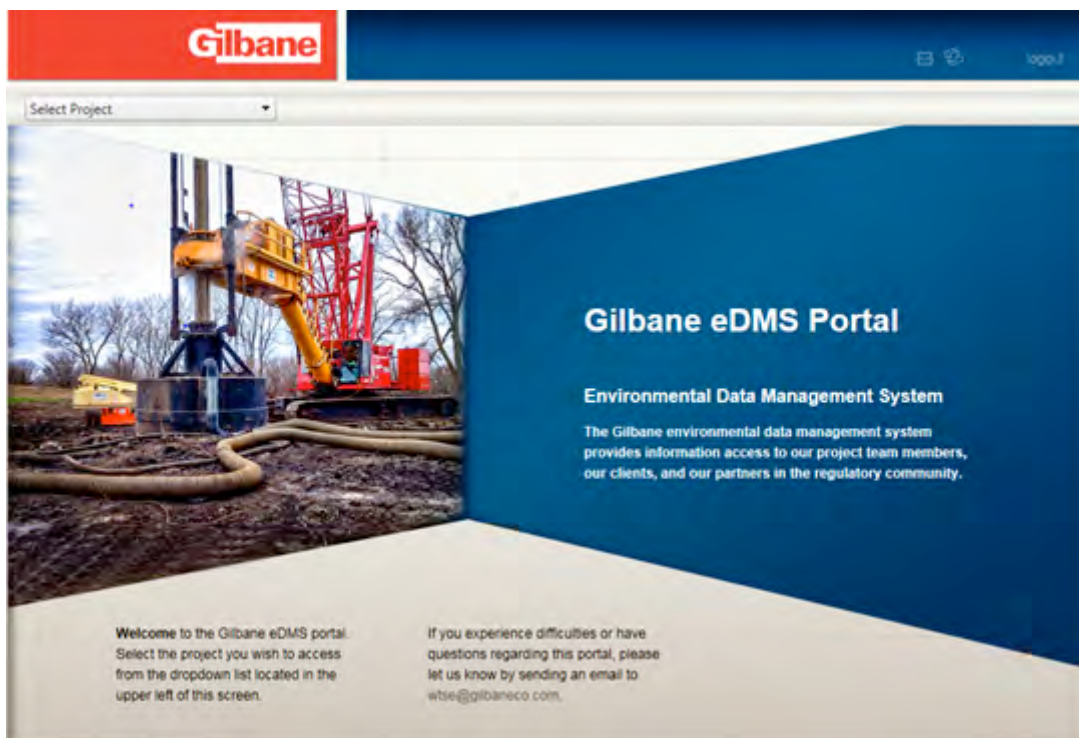 Gilbane
Select Project
Gilbane eDMS Portal
Environmental Data Management System
The Gilbane environmental data management system
provides information access to our project team members,
our clients, and our partners in the regulatory community.
Welcome to the Gilbane eDMS portal.
Select the project you wish to access
from the dropdown list located in the
upper left of this screen.
If you experience difficulties or have
questions regarding this portal, please
let us know by sending an email to
wtse@gilbaneco.com.